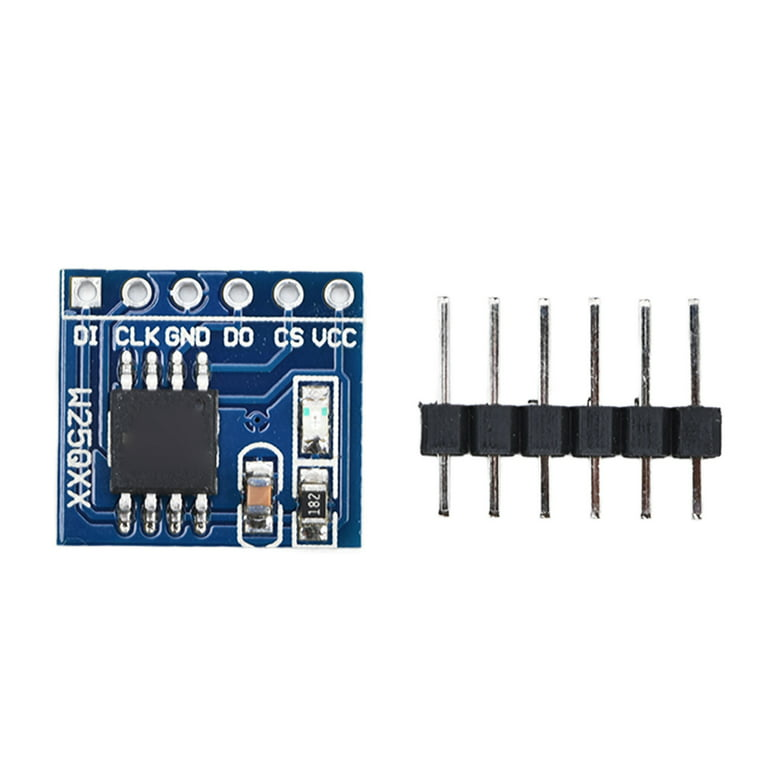 DI CLK GND DO CS VCC
W25QXX
182